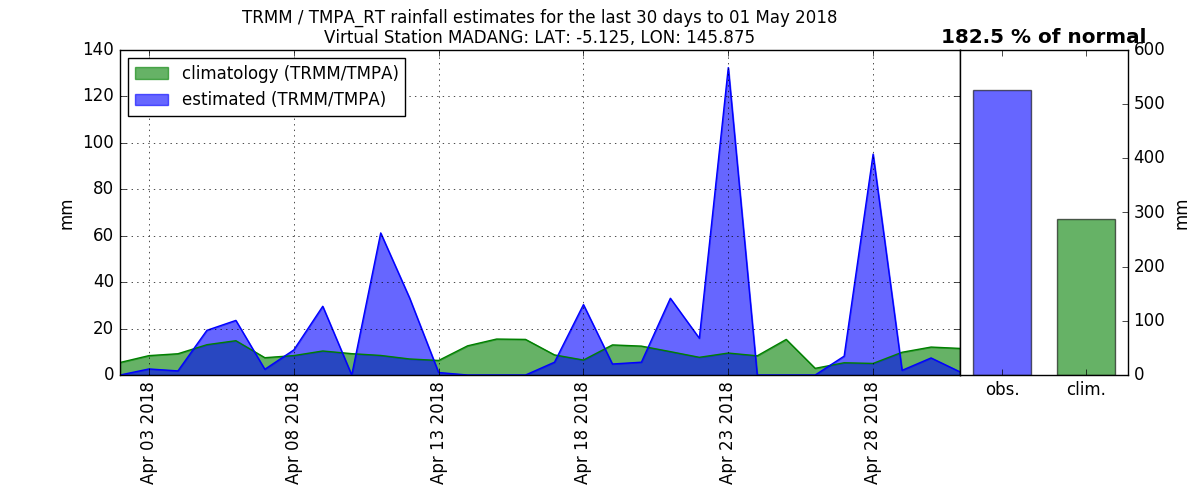 TRMM / TMPA_RT rainfall estimates for the last 30 days to 01 May 2018
Virtual Station MADANG: LAT: -5.125, LON: 145.875
182.5 % of normal
climatology (TRMM/TMPA)
estimated (TRMM/TMPA)
mm
140
120
100
80
60
40
20
0
Apr 03 2018
Apr 08 2018
Apr 13 2018
Apr 18 2018
Apr 23 2018
Apr 28 2018
600
500
400
300
200
100
0
mm
obs.
clim.